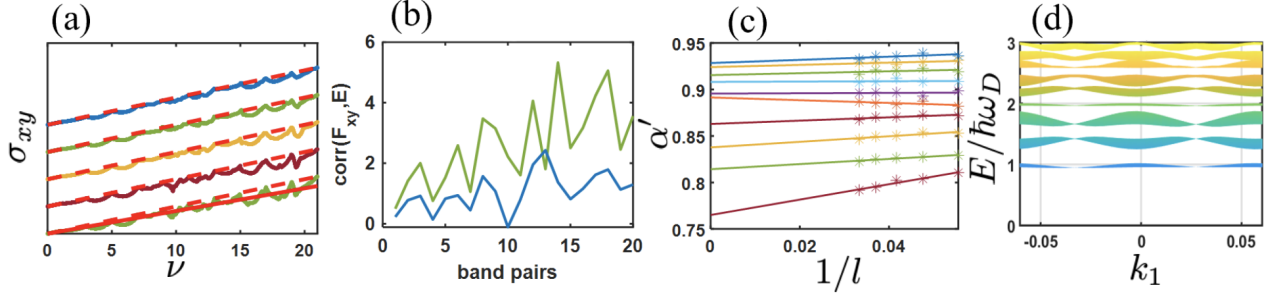 (a)
σxy
0 5 10 15 20
ν
(b)
corr(Fxy,E)
6
4
2
0
0 5 10 15 20
band pairs
(c)
α′
0.95
0.9
0.85
0.8
0.75
0 0.02 0.04
1/l
(d)
E/ħωD
3
2
1
0
-0.05 0 0.05
k1